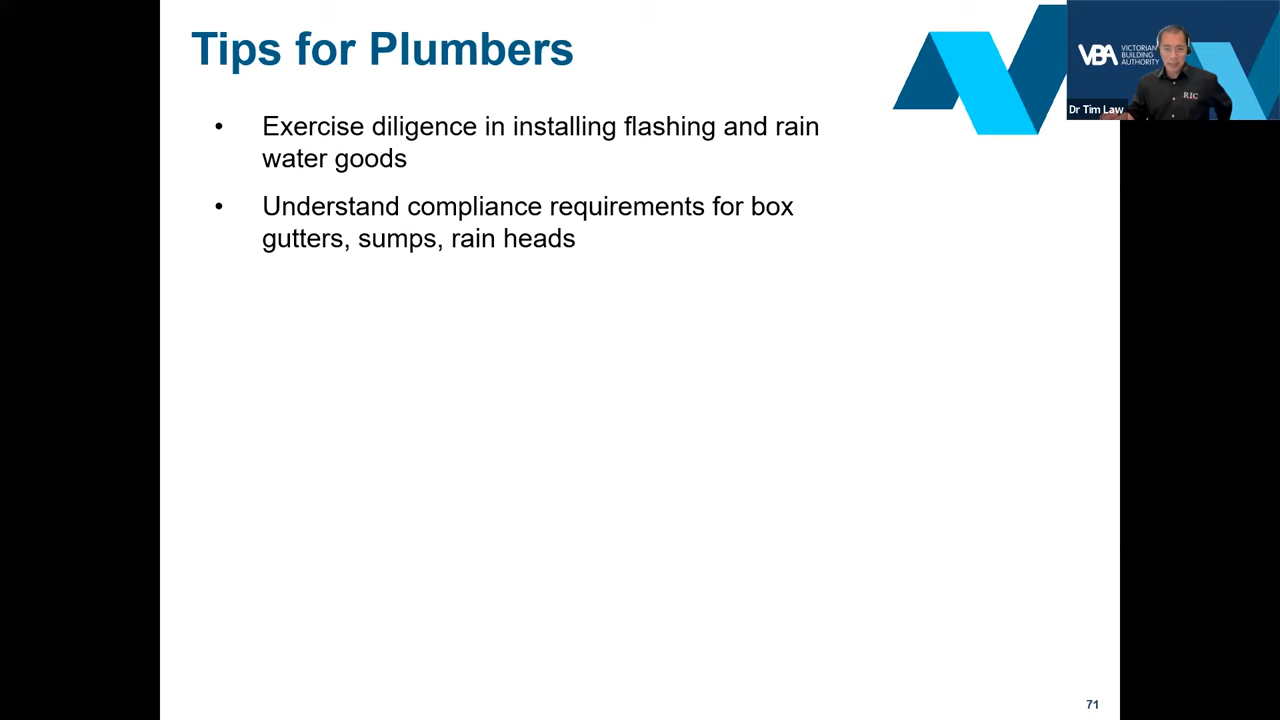 Tips for Plumbers
VBA
VICTORIAN
BUILDING
AUTHORITY
RIC
Dr Tim Law
• Exercise diligence in installing flashing and rain
water goods
• Understand compliance requirements for box
gutters, sumps, rain heads
71